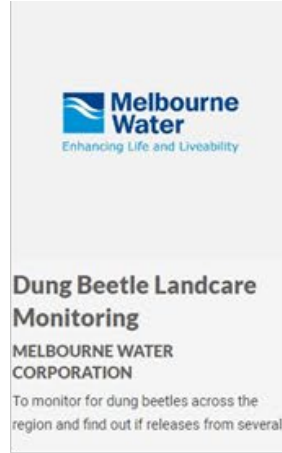 Melbourne
Water
Enhancing Life and Liveability
Dung Beetle Landcare
Monitoring
MELBOURNE WATER
CORPORATION
To monitor for dung beetles across the
region and find out if releases from several